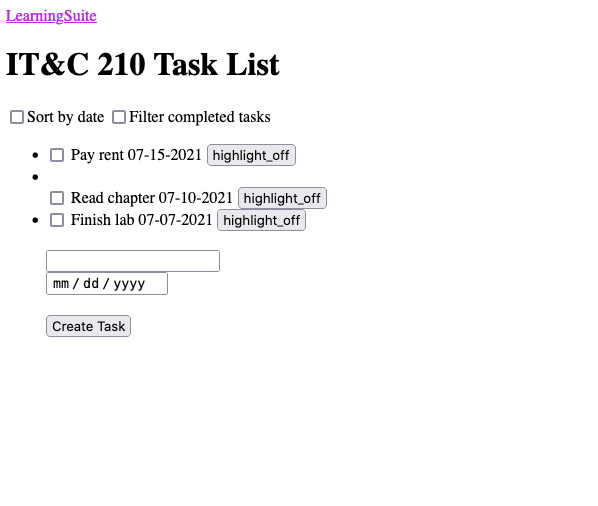 LearningSuite
IT&C 210 Task List
Sort by date Filter completed tasks
Pay rent 07-15-2021 highlight_off
Read chapter 07-10-2021 highlight_off
Finish lab 07-07-2021 highlight_off
mm / dd / yyyy
Create Task